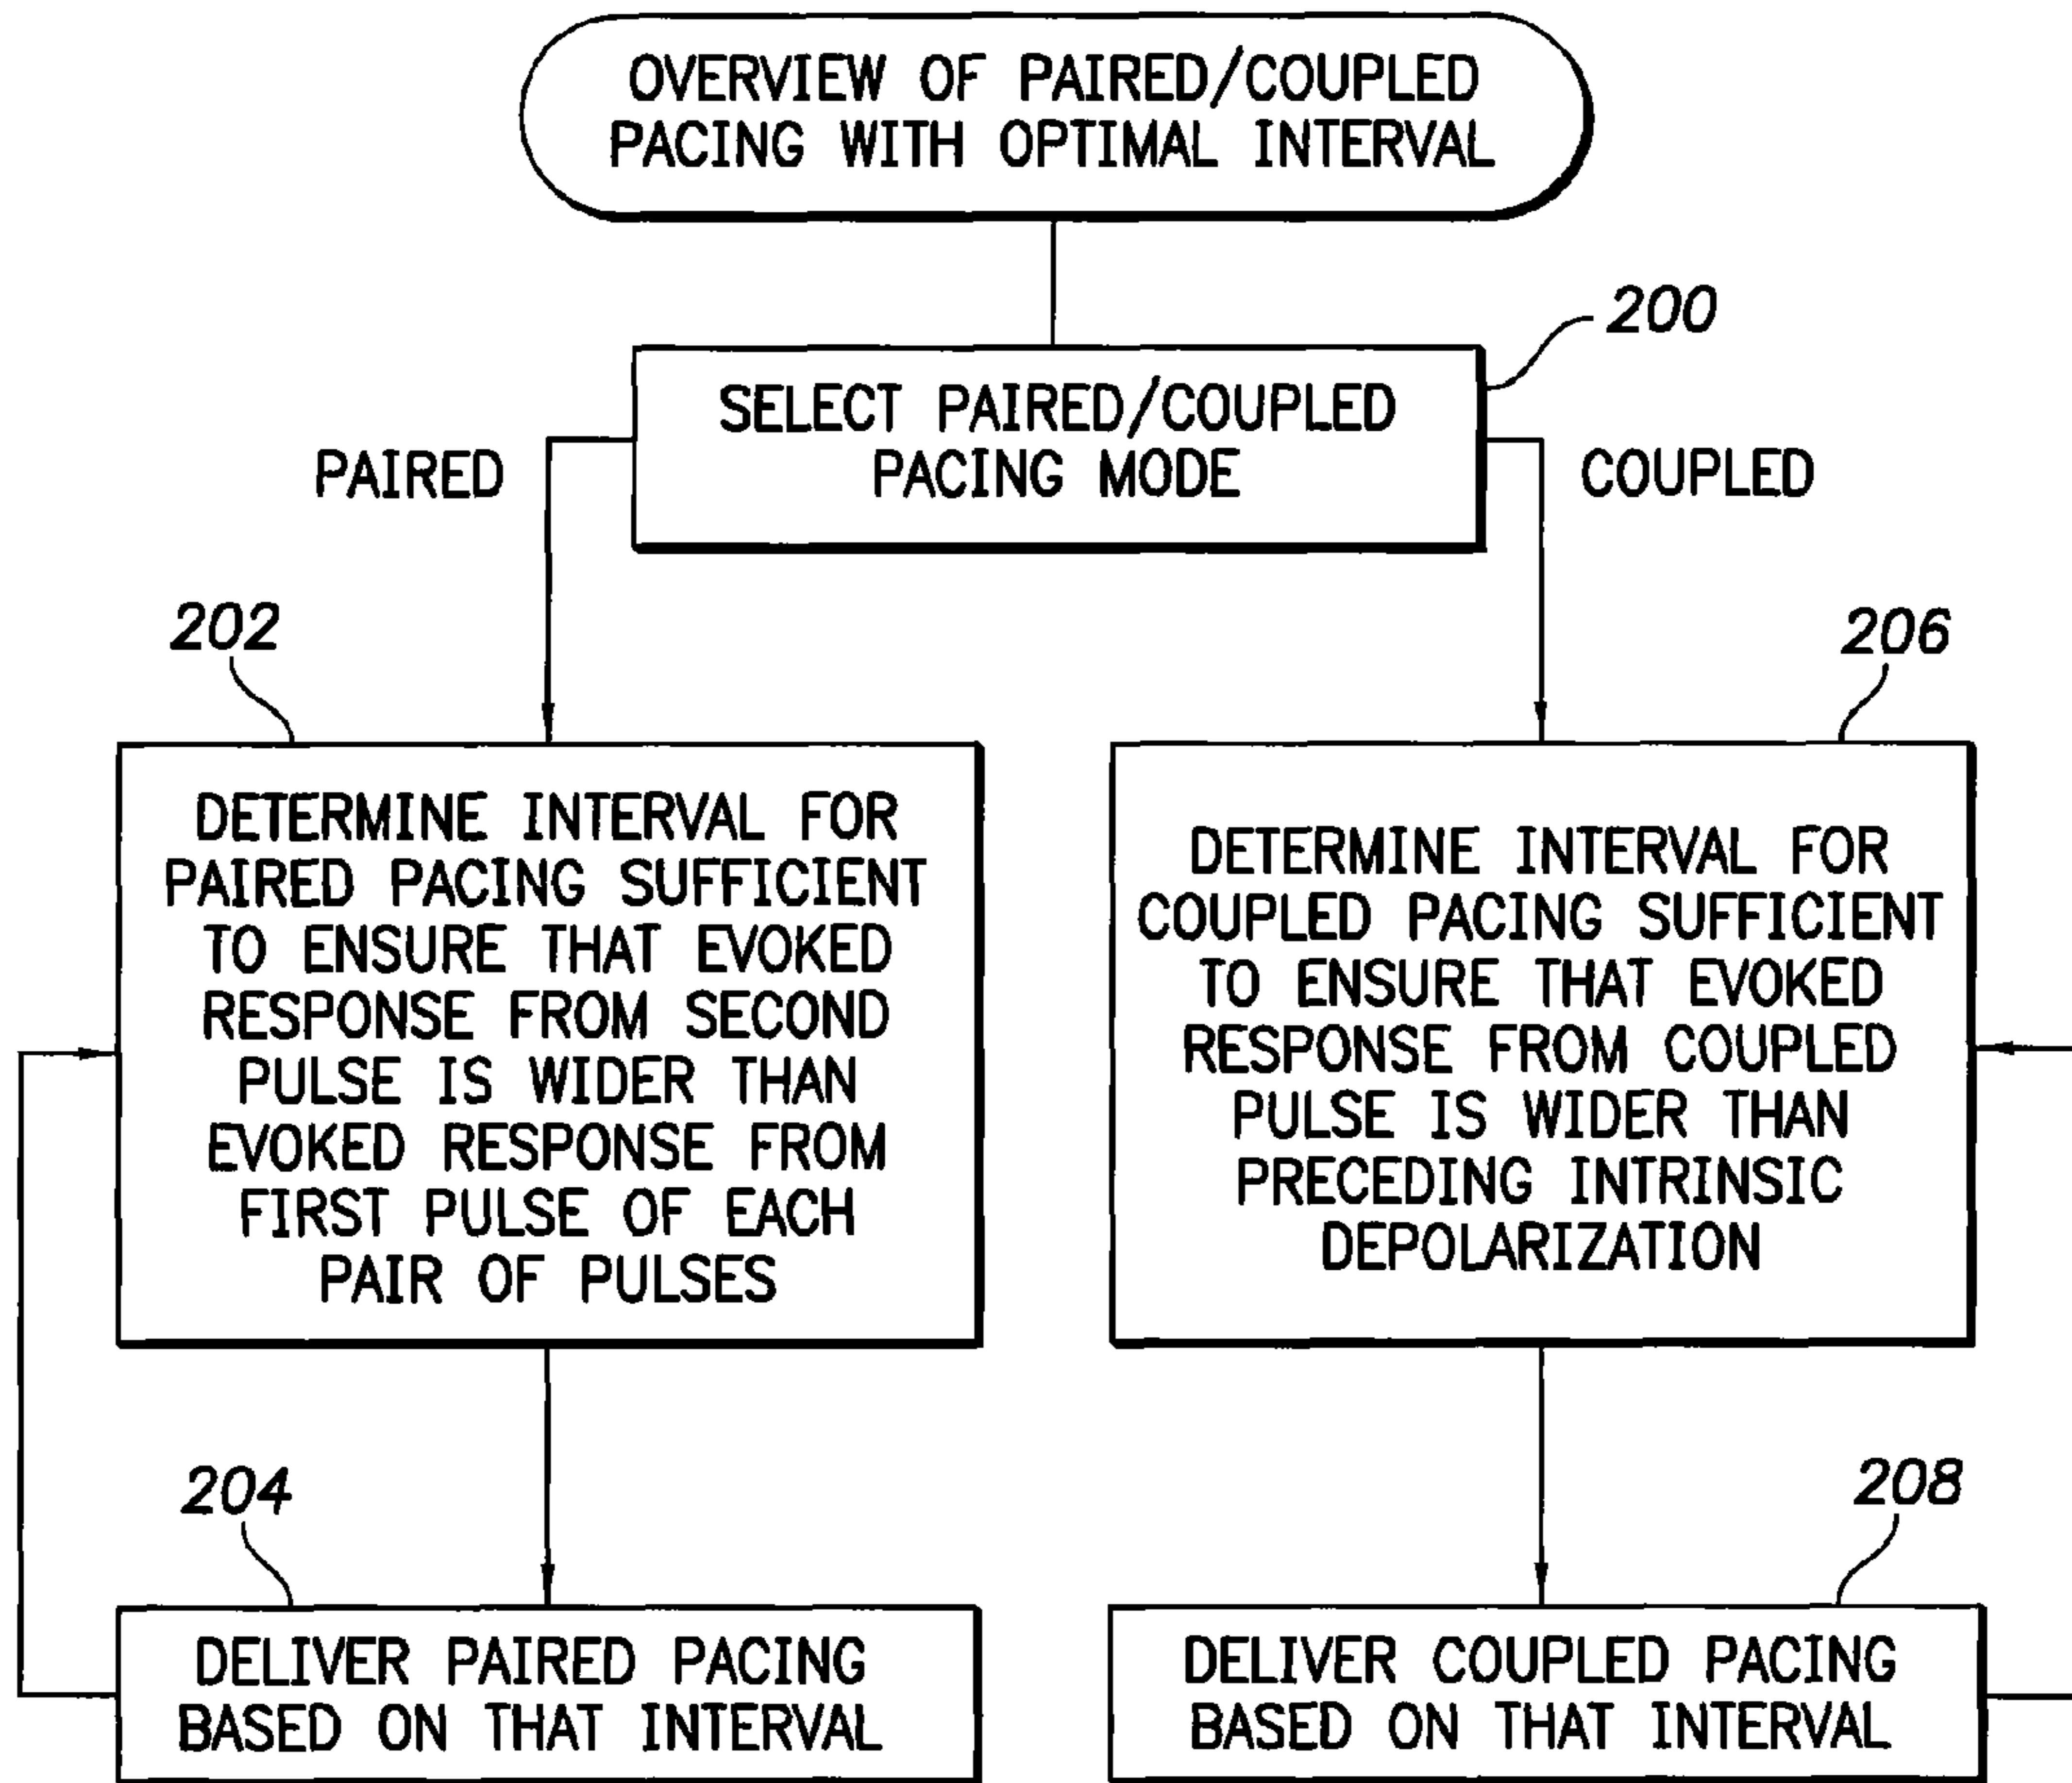 OVERVIEW OF PAIRED/COUPLED
PACING WITH OPTIMAL INTERVAL
200
SELECT PAIRED/COUPLED
PACING MODE
PAIRED
COUPLED
202
DETERMINE INTERVAL FOR
PAIRED PACING SUFFICIENT
TO ENSURE THAT EVOKED
RESPONSE FROM SECOND
PULSE IS WIDER THAN
EVOKED RESPONSE FROM
FIRST PULSE OF EACH
PAIR OF PULSES
206
DETERMINE INTERVAL FOR
COUPLED PACING SUFFICIENT
TO ENSURE THAT EVOKED
RESPONSE FROM COUPLED
PULSE IS WIDER THAN
PRECEDING INTRINSIC
DEPOLARIZATION
204
DELIVER PAIRED PACING
BASED ON THAT INTERVAL
208
DELIVER COUPLED PACING
BASED ON THAT INTERVAL